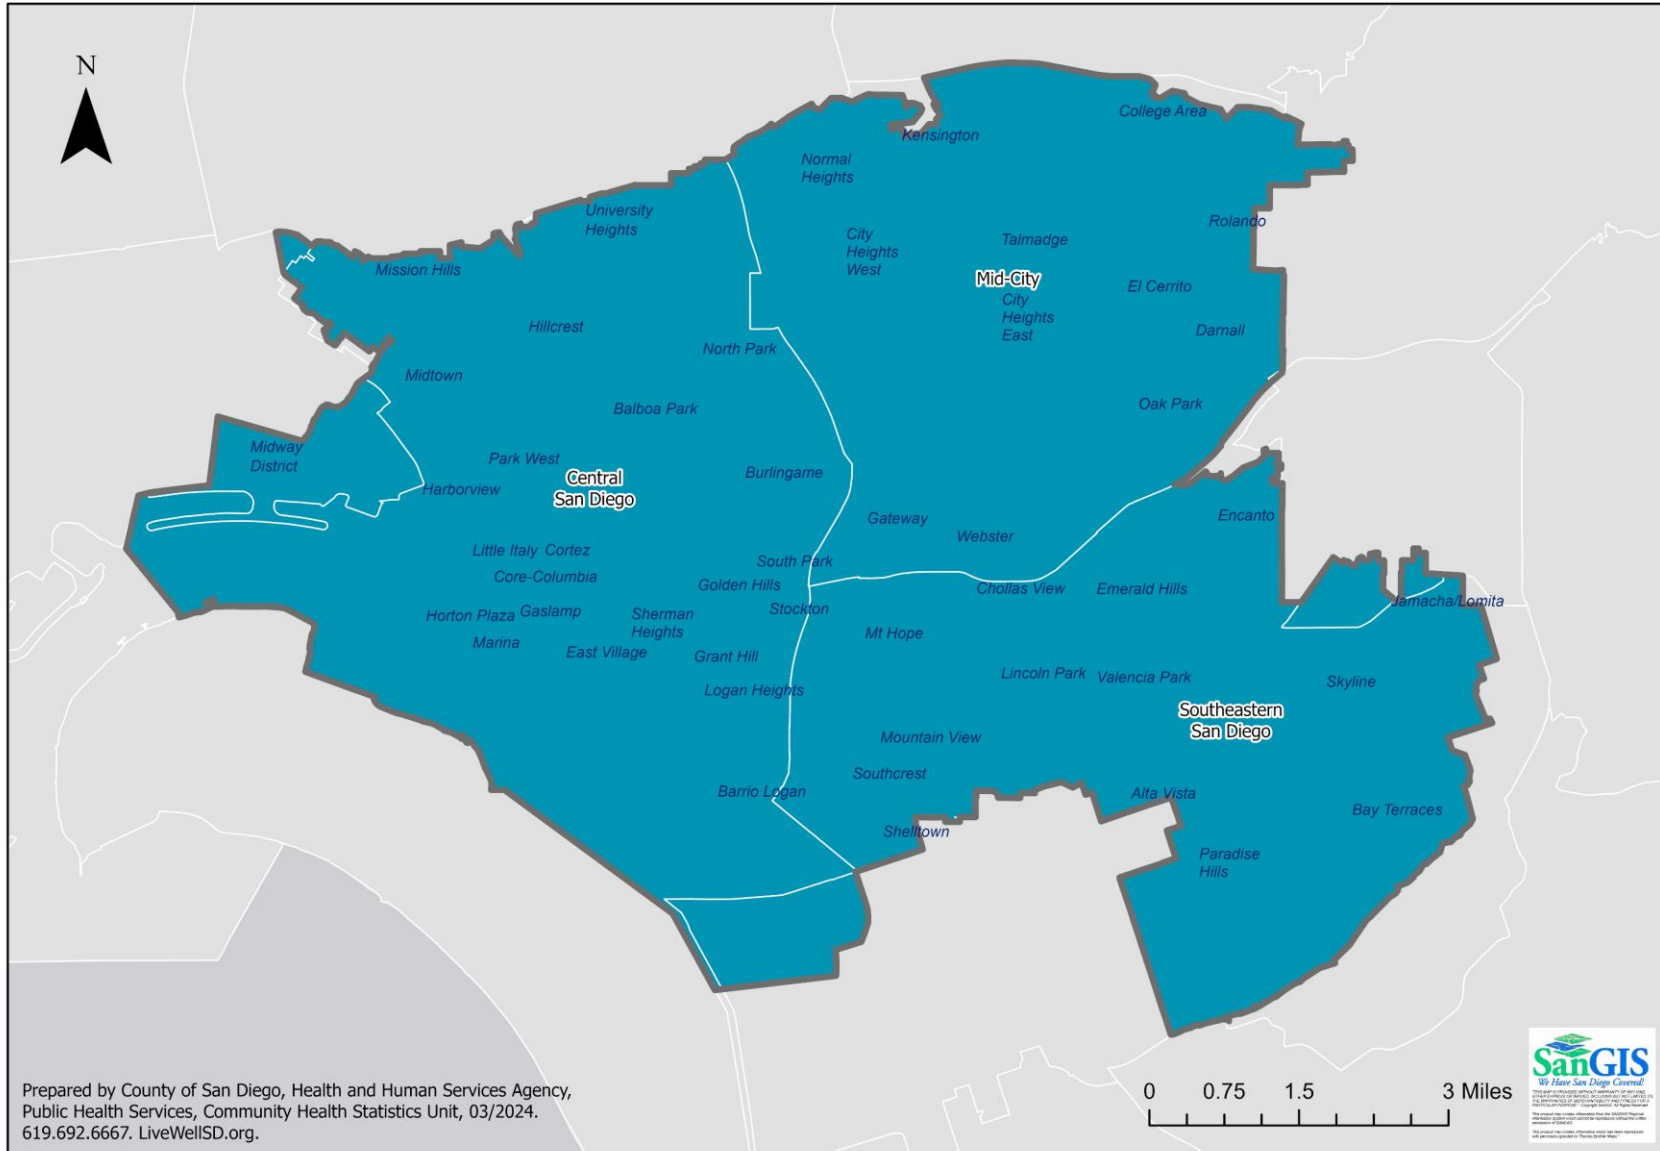 N
College Area
Kensington
Normal
Heights
University
Heights
Rolando
City
Heights
West
Talmadge
Mission Hills
Mid-City
El Cerrito
City
Heights
East
Hillcrest
Darnall
North Park
Midtown
Balboa Park
Oak Park
Midway
District
Park West
Central
San Diego
Burlingame
Harborview
Gateway
Encanto
Webster
Little Italy
Cortez
South Park
Core-Columbia
Golden Hills
Chollas View
Emerald Hills
Jamacha/Lomita
Horton Plaza
Gaslamp
Sherman
Heights
Stockton
Mt Hope
Marina
East Village
Grant Hill
Lincoln Park
Valencia Park
Skyline
Logan Heights
Southeastern
San Diego
Mountain View
Southcrest
Barrio Logan
Alta Vista
Bay Terraces
Shelltown
Paradise
Hills
Prepared by County of San Diego, Health and Human Services Agency,
Public Health Services, Community Health Statistics Unit, 03/2024.
619.692.6667. LiveWellSD.org.
0 0.75 1.5 3 Miles
SanGIS
We Have San Diego Covered!